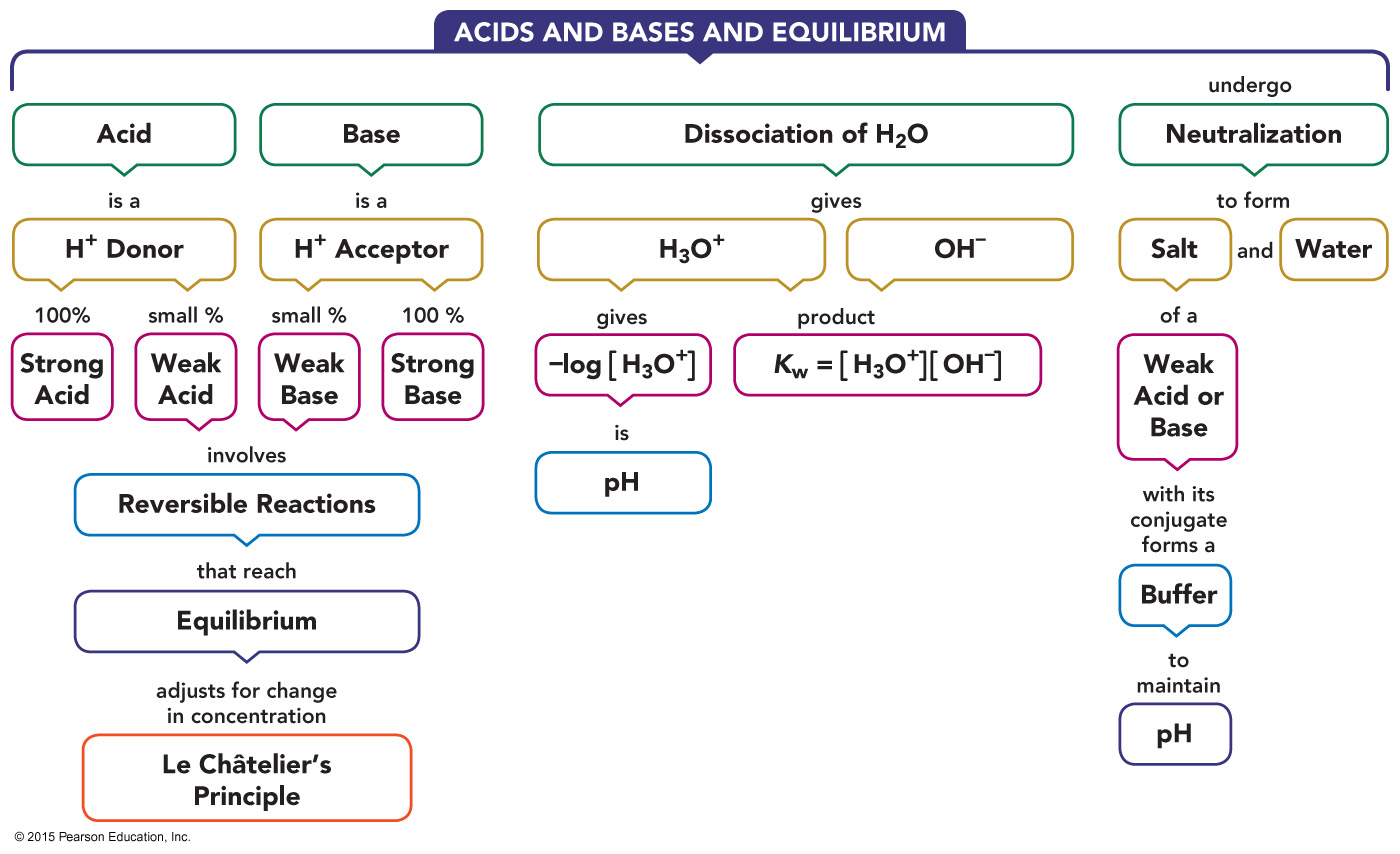 ACIDS AND BASES AND EQUILIBRIUM
Acid
is a
H⁺ Donor
100%
Strong
Acid
small %
Weak
Acid
Base
is a
H⁺ Acceptor
small %
Weak
Base
100 %
Strong
Base
involves
Reversible Reactions
that reach
Equilibrium
adjusts for change
in concentration
Le Châtelier’s
Principle
Dissociation of H₂O
gives
H₃O⁺
OH⁻
gives
–log [H₃O⁺]
is
pH
product
Kw = [H₃O⁺][OH⁻]
undergo
Neutralization
to form
Salt
and
Water
of a
Weak
Acid or
Base
with its
conjugate
forms a
Buffer
to
maintain
pH
© 2015 Pearson Education, Inc.